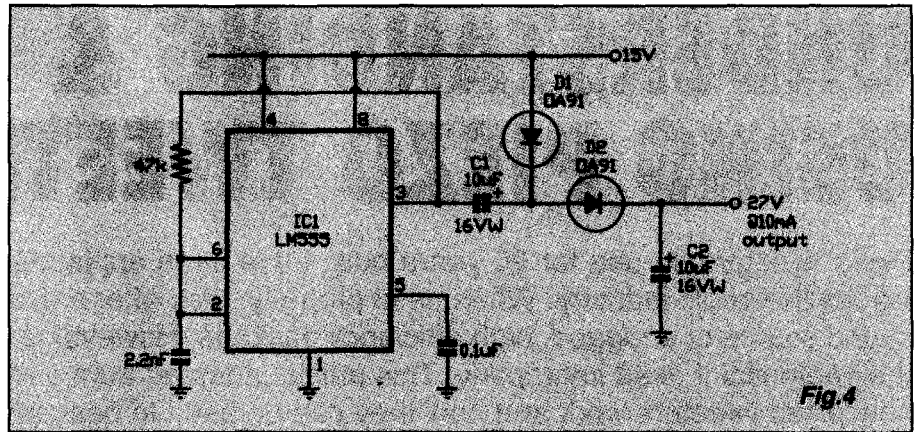 15V
D1
OA91
4
8
47k
D2
OA91
C1
10uF
+
16VW
3
IC1
LM555
27V
@10mA
output
6
5
+
C2
10uF
16VW
2
2.2nF
1
0.1uF
Fig.4